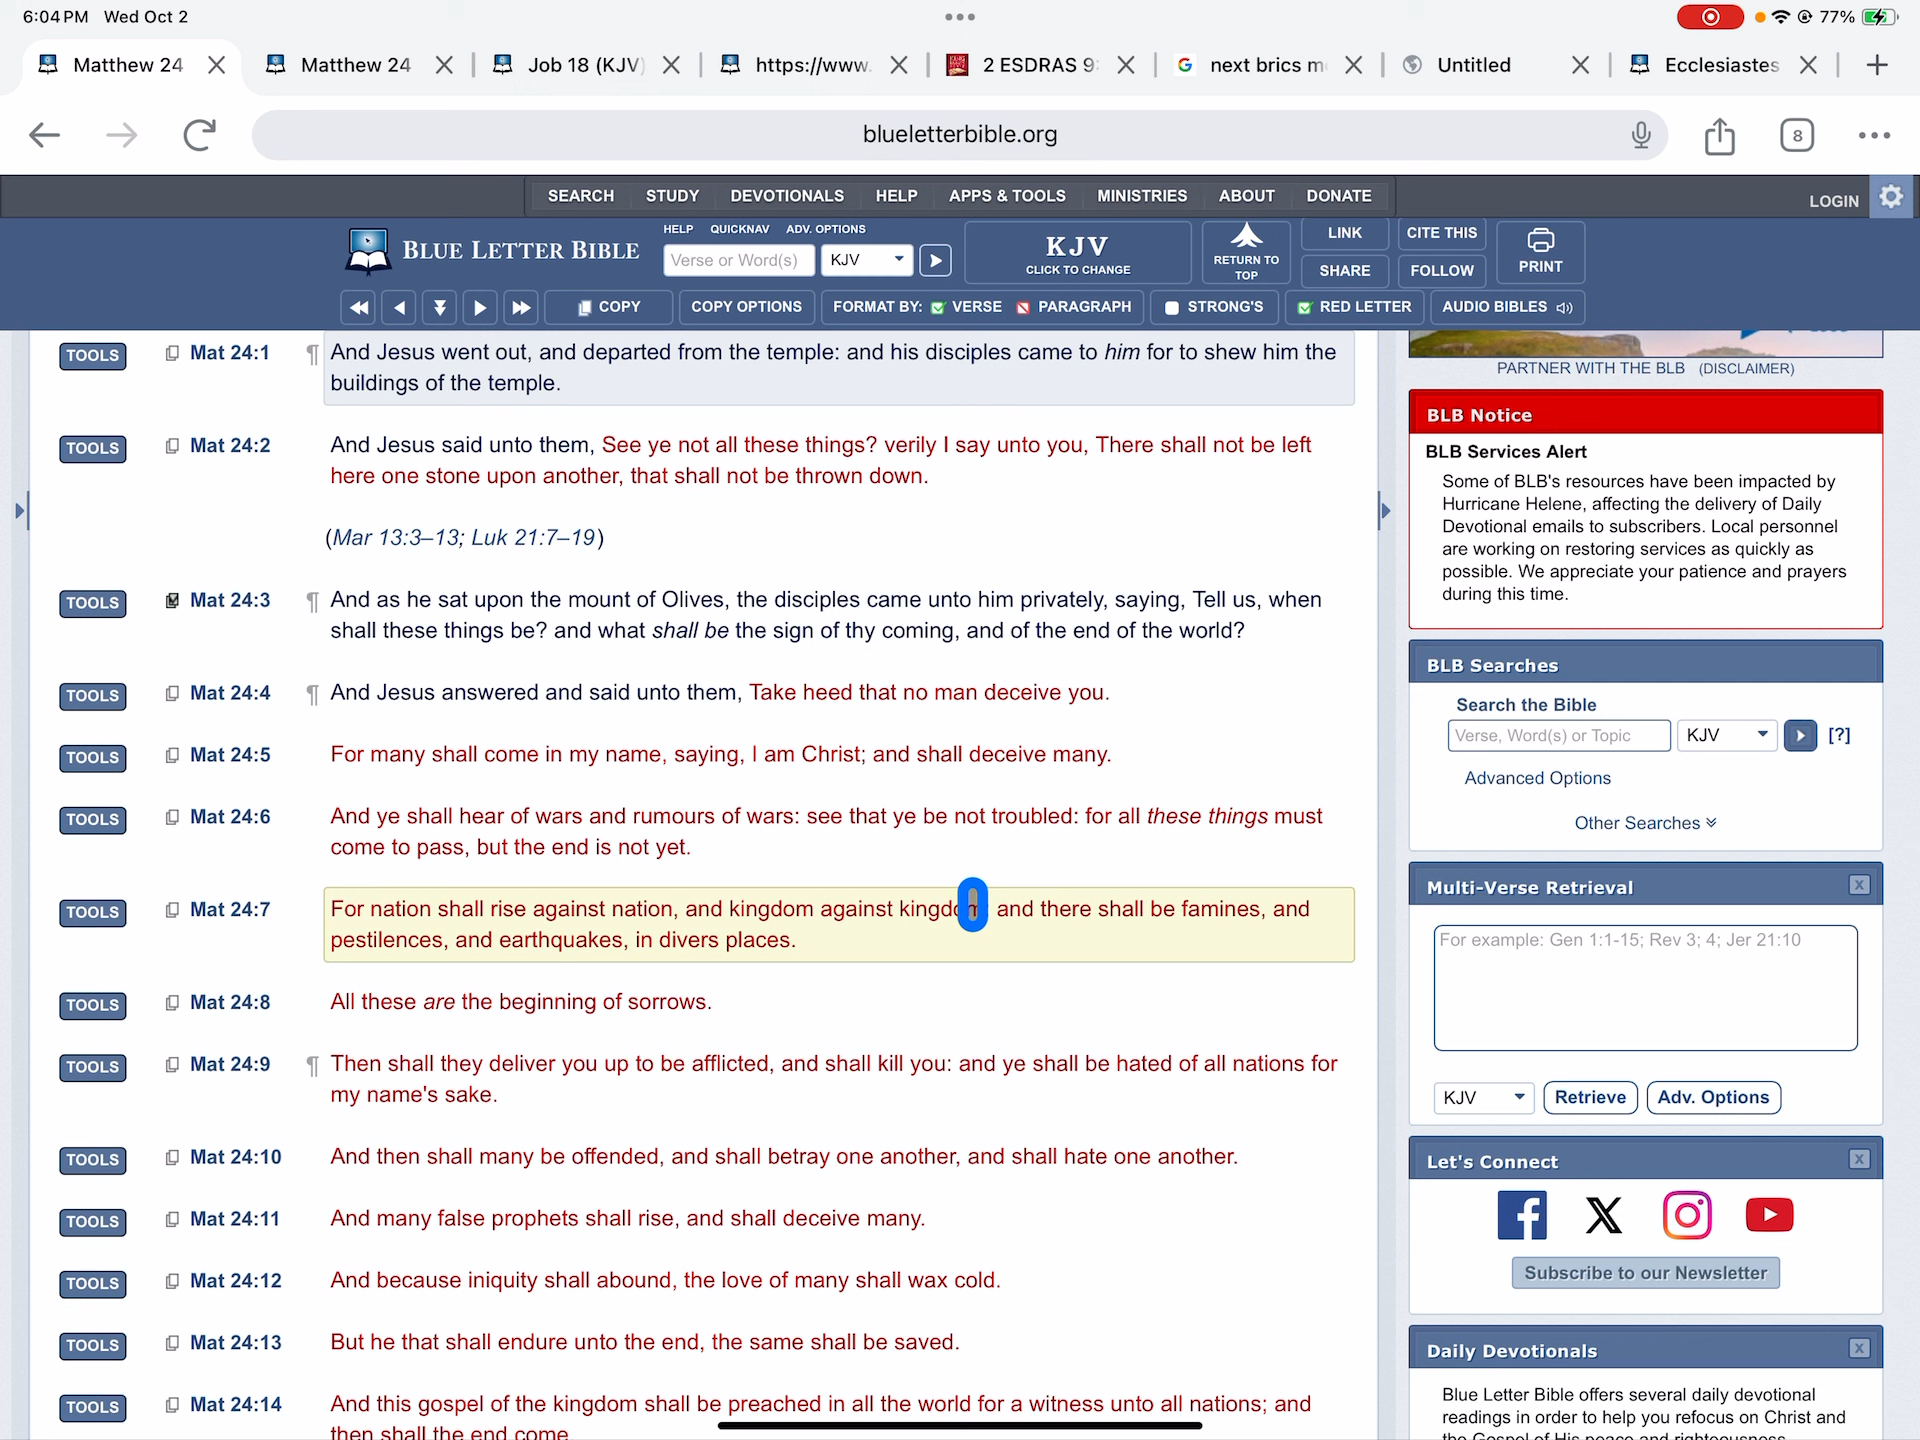 6:04 PM Wed Oct 2
77%
Matthew 24
Matthew 24
Job 18 (KJV)
https://www.
2 ESDRAS 9:
next brics m
Untitled
Ecclesiastes
blueletterbible.org
8
SEARCH STUDY DEVOTIONALS HELP APPS & TOOLS MINISTRIES ABOUT DONATE
LOGIN
BLUE LETTER BIBLE
HELP QUICKNAV ADV. OPTIONS
Verse or Word(s) KJV
KJV
CLICK TO CHANGE
RETURN TO
TOP
LINK
CITE THIS
SHARE
FOLLOW
PRINT
COPY COPY OPTIONS FORMAT BY: VERSE PARAGRAPH STRONG'S RED LETTER AUDIO BIBLES
TOOLS Mat 24:1 ¶ And Jesus went out, and departed from the temple: and his disciples came to him for to shew him the
buildings of the temple.
TOOLS Mat 24:2 And Jesus said unto them, See ye not all these things? verily I say unto you, There shall not be left
here one stone upon another, that shall not be thrown down.
(Mar 13:3–13; Luk 21:7–19)
TOOLS Mat 24:3 ¶ And as he sat upon the mount of Olives, the disciples came unto him privately, saying, Tell us, when
shall these things be? and what shall be the sign of thy coming, and of the end of the world?
TOOLS Mat 24:4 ¶ And Jesus answered and said unto them, Take heed that no man deceive you.
TOOLS Mat 24:5 For many shall come in my name, saying, I am Christ; and shall deceive many.
TOOLS Mat 24:6 And ye shall hear of wars and rumours of wars: see that ye be not troubled: for all these things must
come to pass, but the end is not yet.
TOOLS Mat 24:7 For nation shall rise against nation, and kingdom against kingdom and there shall be famines, and
pestilences, and earthquakes, in divers places.
TOOLS Mat 24:8 All these are the beginning of sorrows.
TOOLS Mat 24:9 ¶ Then shall they deliver you up to be afflicted, and shall kill you: and ye shall be hated of all nations for
my name's sake.
TOOLS Mat 24:10 And then shall many be offended, and shall betray one another, and shall hate one another.
TOOLS Mat 24:11 And many false prophets shall rise, and shall deceive many.
TOOLS Mat 24:12 And because iniquity shall abound, the love of many shall wax cold.
TOOLS Mat 24:13 But he that shall endure unto the end, the same shall be saved.
TOOLS Mat 24:14 And this gospel of the kingdom shall be preached in all the world for a witness unto all nations; and
then shall the end come
PARTNER WITH THE BLB (DISCLAIMER)
BLB Notice
BLB Services Alert
Some of BLB's resources have been impacted by
Hurricane Helene, affecting the delivery of Daily
Devotional emails to subscribers. Local personnel
are working on restoring services as quickly as
possible. We appreciate your patience and prayers
during this time.
BLB Searches
Search the Bible
Verse, Word(s) or Topic KJV [?]
Advanced Options
Other Searches
Multi-Verse Retrieval x
For example: Gen 1:1-15; Rev 3; 4; Jer 21:10
KJV Retrieve Adv. Options
Let's Connect x
Subscribe to our Newsletter
Daily Devotionals x
Blue Letter Bible offers several daily devotional
readings in order to help you refocus on Christ and
the Gospel of His peace and righteousness